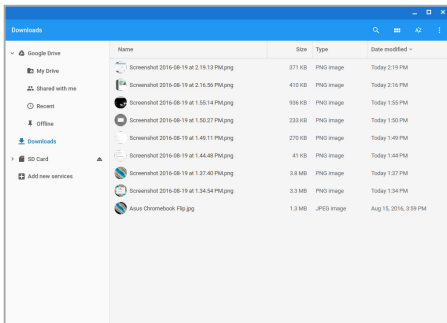 Downloads
Google Drive
My Drive
Shared with me
Recent
Offline
Downloads
SD Card
Add new services
Name Size Type Date modified
Screenshot 2016-08-19 at 2.19.13 PM.png 371 KB PNG image Today 2:19 PM
Screenshot 2016-08-19 at 2.16.56 PM.png 410 KB PNG image Today 2:16 PM
Screenshot 2016-08-19 at 1.55.14 PM.png 936 KB PNG image Today 1:55 PM
Screenshot 2016-08-19 at 1.50.27 PM.png 233 KB PNG image Today 1:50 PM
Screenshot 2016-08-19 at 1.49.11 PM.png 270 KB PNG image Today 1:49 PM
Screenshot 2016-08-19 at 1.44.48 PM.png 41 KB PNG image Today 1:44 PM
Screenshot 2016-08-19 at 1.37.40 PM.png 3.8 MB PNG image Today 1:37 PM
Screenshot 2016-08-19 at 1.34.54 PM.png 3.3 MB PNG image Today 1:34 PM
Asus Chromebook Flip.jpg 1.3 MB JPEG image Aug 15, 2016, 3:59 PM